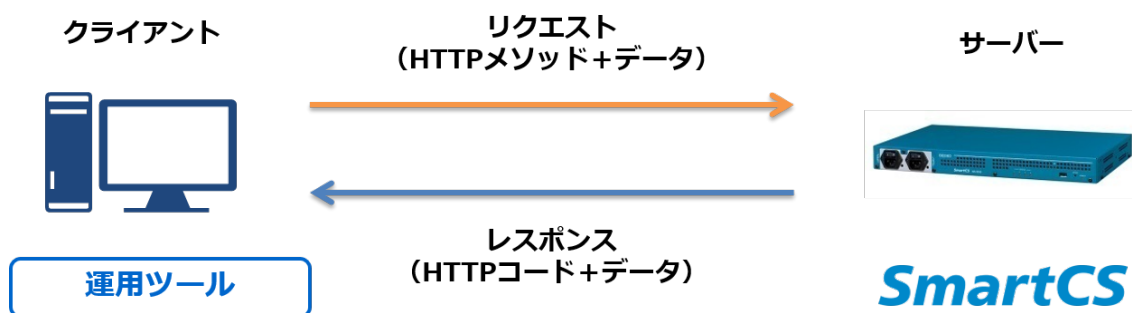 クライアント
リクエスト
（HTTPメソッド＋データ）
サーバー
レスポンス
（HTTPコード＋データ）
運用ツール
SmartCS